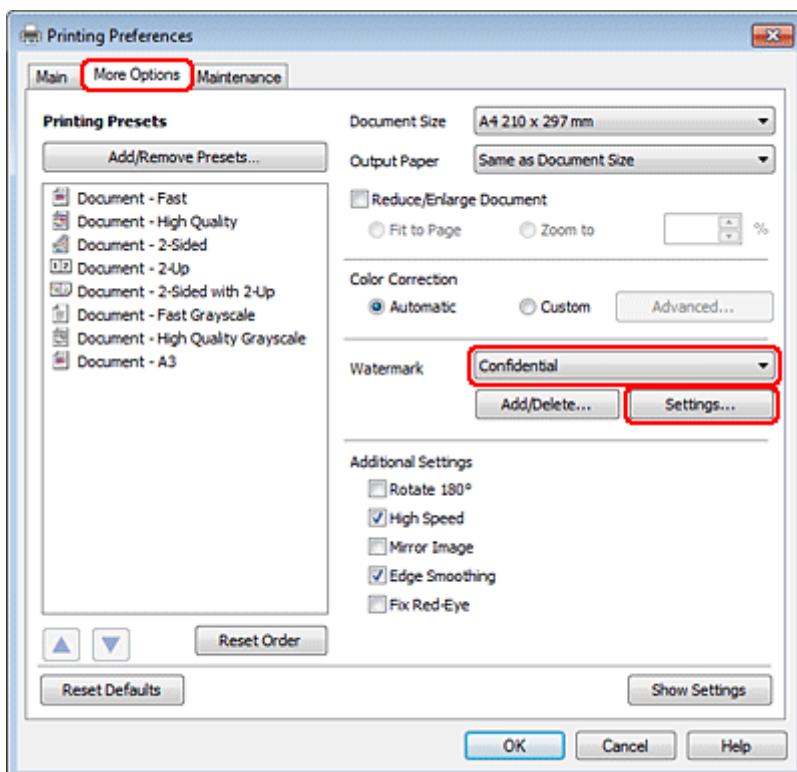 Printing Preferences
Main More Options Maintenance
Printing Presets
Add/Remove Presets...
Document - Fast
Document - High Quality
Document - 2-Sided
Document - 2-Up
Document - 2-Sided with 2-Up
Document - Fast Grayscale
Document - High Quality Grayscale
Document - A3
Reset Order
Document Size A4 210 x 297 mm
Output Paper Same as Document Size
Reduce/Enlarge Document
Fit to Page Zoom to %
Color Correction
Automatic Custom Advanced...
Watermark Confidential
Add/Delete... Settings...
Additional Settings
Rotate 180°
High Speed
Mirror Image
Edge Smoothing
Fix Red-Eye
Reset Defaults Show Settings
OK Cancel Help